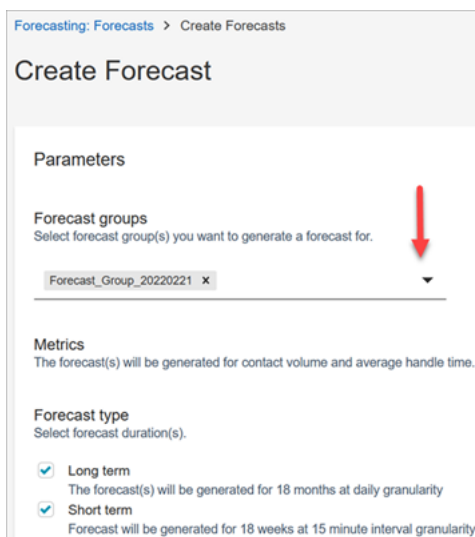 Forecasting: Forecasts > Create Forecasts
Create Forecast
Parameters
Forecast groups
Select forecast group(s) you want to generate a forecast for.
Forecast_Group_20220221 x
Metrics
The forecast(s) will be generated for contact volume and average handle time.
Forecast type
Select forecast duration(s).
Long term
The forecast(s) will be generated for 18 months at daily granularity
Short term
Forecast will be generated for 18 weeks at 15 minute interval granularity